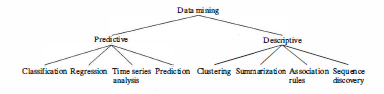 Data mining
Predictive Descriptive
Classification Regression Time series Prediction Clustering Summarization Association Sequence
analysis rules discovery